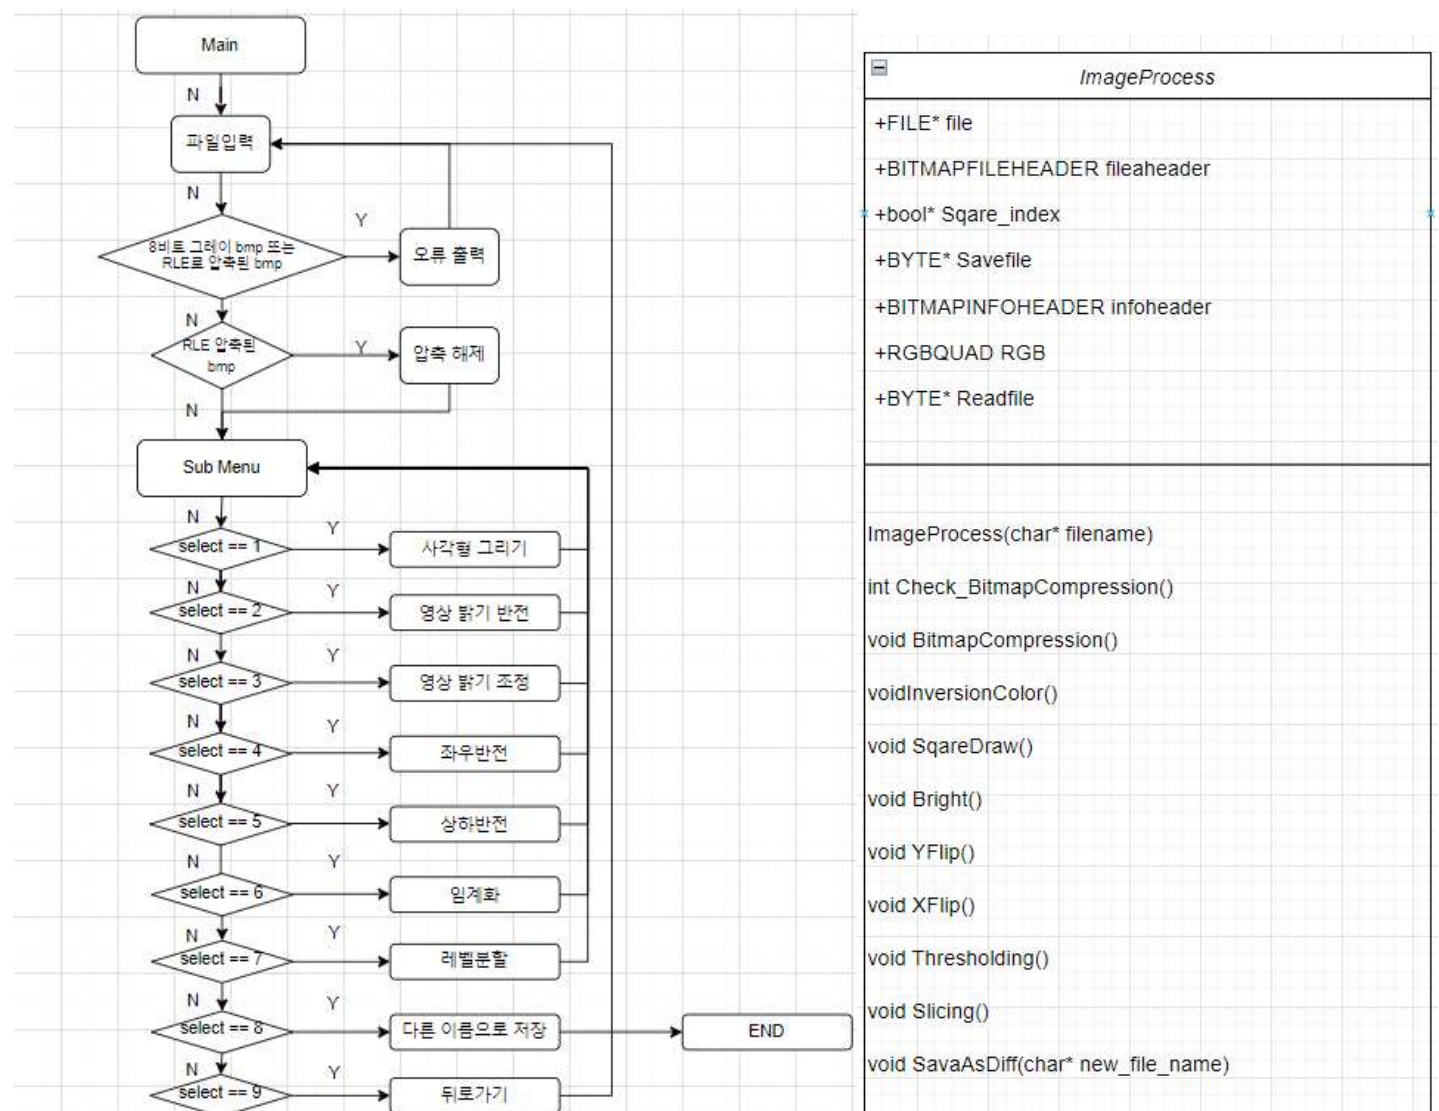 Main
N
파일입력
N
Y
8비트 그레이 bmp 또는
RLE로 압축된 bmp
오류 출력
N
RLE 압축된
bmp
Y
압축 해제
N
Sub Menu
N
Y
select == 1
사각형 그리기
N
Y
select == 2
영상 밝기 반전
N
Y
select == 3
영상 밝기 조정
N
Y
select == 4
좌우반전
N
Y
select == 5
상하반전
N
Y
select == 6
임계화
N
Y
select == 7
레벨분할
N
Y
select == 8
다른 이름으로 저장
END
N
Y
select == 9
뒤로가기
ImageProcess
+FILE* file
+BITMAPFILEHEADER fileaheader
+bool* Sqare_index
+BYTE* Savefile
+BITMAPINFOHEADER infoheader
+RGBQUAD RGB
+BYTE* Readfile
ImageProcess(char* filename)
int Check_BitmapCompression()
void BitmapCompression()
voidInversionColor()
void SqareDraw()
void Bright()
void YFlip()
void XFlip()
void Thresholding()
void Slicing()
void SavaAsDiff(char* new_file_name)